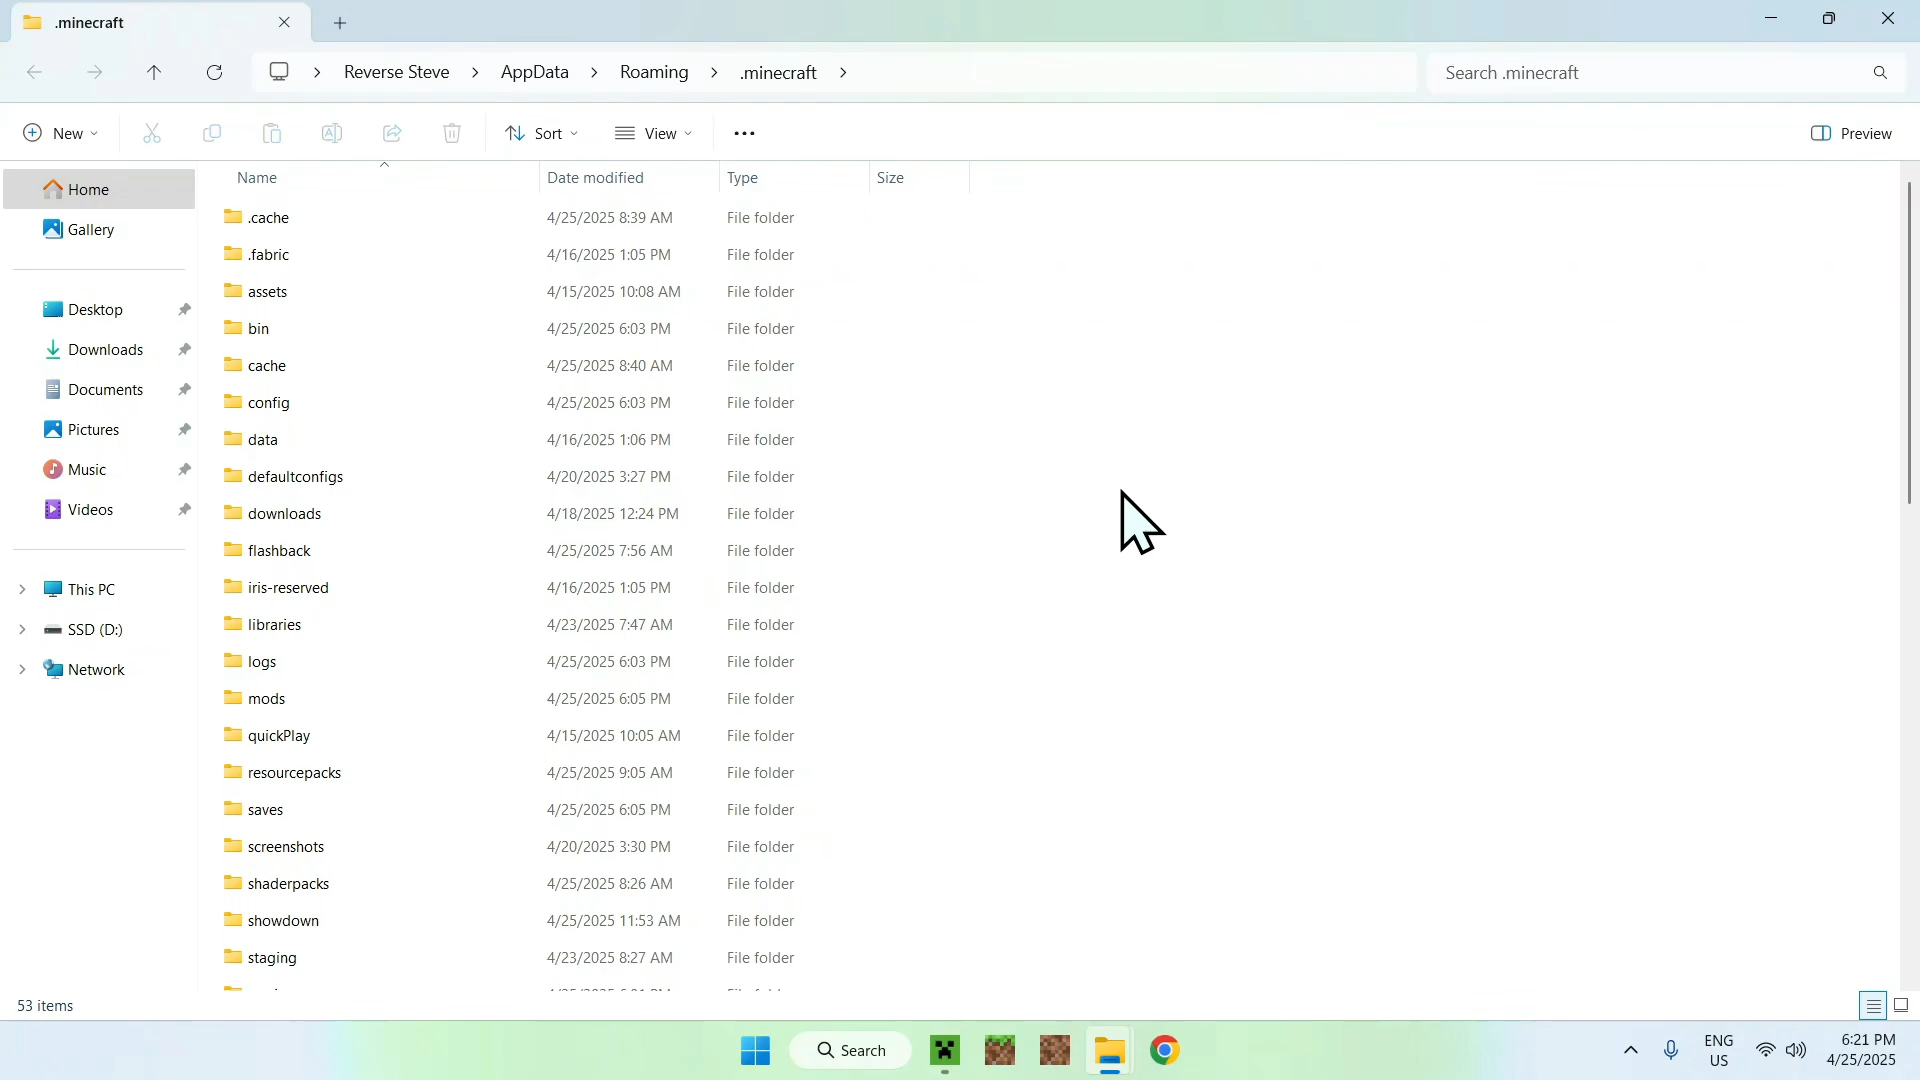 .minecraft
Reverse Steve AppData Roaming .minecraft
Search .minecraft
New Sort View Preview
Home
Gallery
Desktop
Downloads
Documents
Pictures
Music
Videos
This PC
SSD (D:)
Network
Name Date modified Type Size
.cache 4/25/2025 8:39 AM File folder
.fabric 4/16/2025 1:05 PM File folder
assets 4/15/2025 10:08 AM File folder
bin 4/25/2025 6:03 PM File folder
cache 4/25/2025 8:40 AM File folder
config 4/25/2025 6:03 PM File folder
data 4/16/2025 1:06 PM File folder
defaultconfigs 4/20/2025 3:27 PM File folder
downloads 4/18/2025 12:24 PM File folder
flashback 4/25/2025 7:56 AM File folder
iris-reserved 4/16/2025 1:05 PM File folder
libraries 4/23/2025 7:47 AM File folder
logs 4/25/2025 6:03 PM File folder
mods 4/25/2025 6:05 PM File folder
quickPlay 4/15/2025 10:05 AM File folder
resourcepacks 4/25/2025 9:05 AM File folder
saves 4/25/2025 6:05 PM File folder
screenshots 4/20/2025 3:30 PM File folder
shaderpacks 4/25/2025 8:26 AM File folder
showdown 4/25/2025 11:53 AM File folder
staging 4/23/2025 8:27 AM File folder
53 items
Search
ENG
US
6:21 PM
4/25/2025